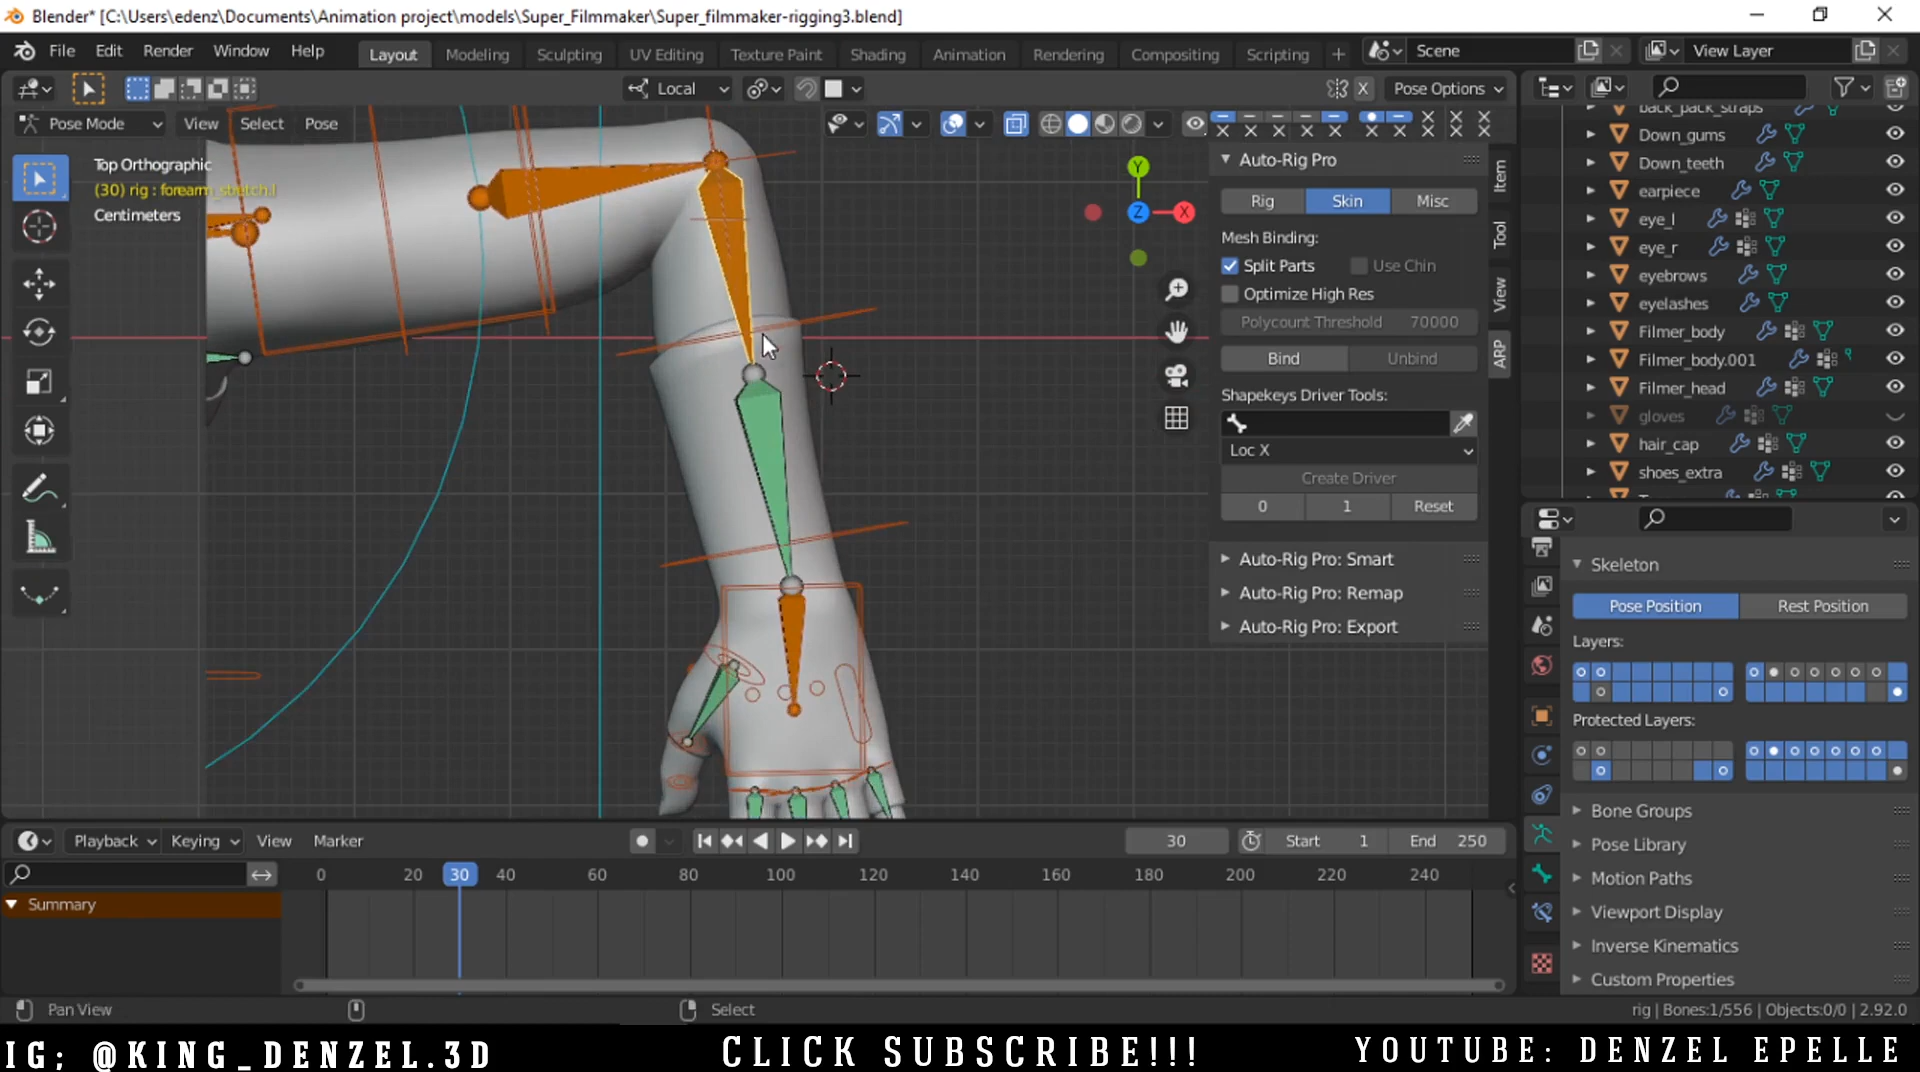 Blender* [C:\Users\edenz\Documents\Animation project\models\Super_Filmmaker\Super_filmmaker-rigging3.blend]
File Edit Render Window Help Layout Modeling Sculpting UV Editing Texture Paint Shading Animation Rendering Compositing Scripting + Scene View Layer
Local X Pose Options
Pose Mode View Select Pose
Top Orthographic
(30) rig : forearm_stretch.l
Centimeters
Y
Z
X
Auto-Rig Pro
Rig Skin Misc
Mesh Binding:
Split Parts Use Chin
Optimize High Res
Polycount Threshold 70000
Bind Unbind
Shapekeys Driver Tools:
Loc X
Create Driver
0 1 Reset
Auto-Rig Pro: Smart
Auto-Rig Pro: Remap
Auto-Rig Pro: Export
Item
Tool
View
ARP
back_pack_straps
Down_gums
Down_teeth
earpiece
eye_l
eye_r
eyebrows
eyelashes
Filmer_body
Filmer_body.001
Filmer_head
gloves
hair_cap
shoes_extra
Skeleton
Pose Position Rest Position
Layers:
Protected Layers:
Bone Groups
Pose Library
Motion Paths
Viewport Display
Inverse Kinematics
Custom Properties
Playback Keying View Marker 30 Start 1 End 250
0 20 30 40 60 80 100 120 140 160 180 200 220 240
Summary
Pan View Select rig | Bones:1/556 | Objects:0/0 | 2.92.0
IG; @KING_DENZEL.3D CLICK SUBSCRIBE!!! YOUTUBE: DENZEL EPELLE